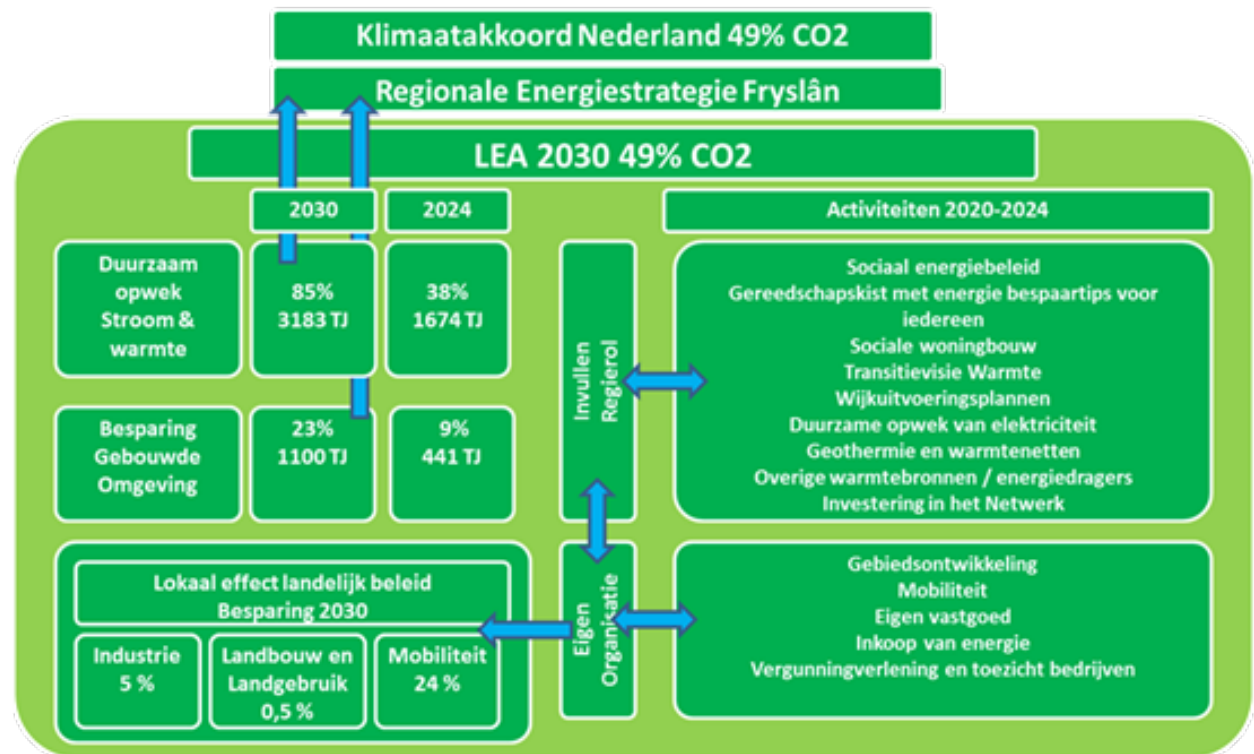 Klimaatakkoord Nederland 49% CO2
Regionale Energiestrategie Fryslân
LEA 2030 49% CO2
2030
2024
Activiteiten 2020-2024
Duurzaam
opwek
Stroom &
warmte
85%
3183 TJ
38%
1674 TJ
Besparing
Gebouwde
Omgeving
23%
1100 TJ
9%
441 TJ
Invullen
Regierol
Sociaal energiebeleid
Gereedschapskist met energie bespaartips voor
iedereen
Sociale woningbouw
Transitievisie Warmte
Wijkuitvoeringsplannen
Duurzame opwek van elektriciteit
Geothermie en warmtenetten
Overige warmtebronnen / energiedragers
Investering in het Netwerk
Lokaal effect landelijk beleid
Besparing 2030
Industrie
5 %
Landbouw en
Landgebruik
0,5 %
Mobiliteit
24 %
Eigen
Organisatie
Gebiedsontwikkeling
Mobiliteit
Eigen vastgoed
Inkoop van energie
Vergunningverlening en toezicht bedrijven